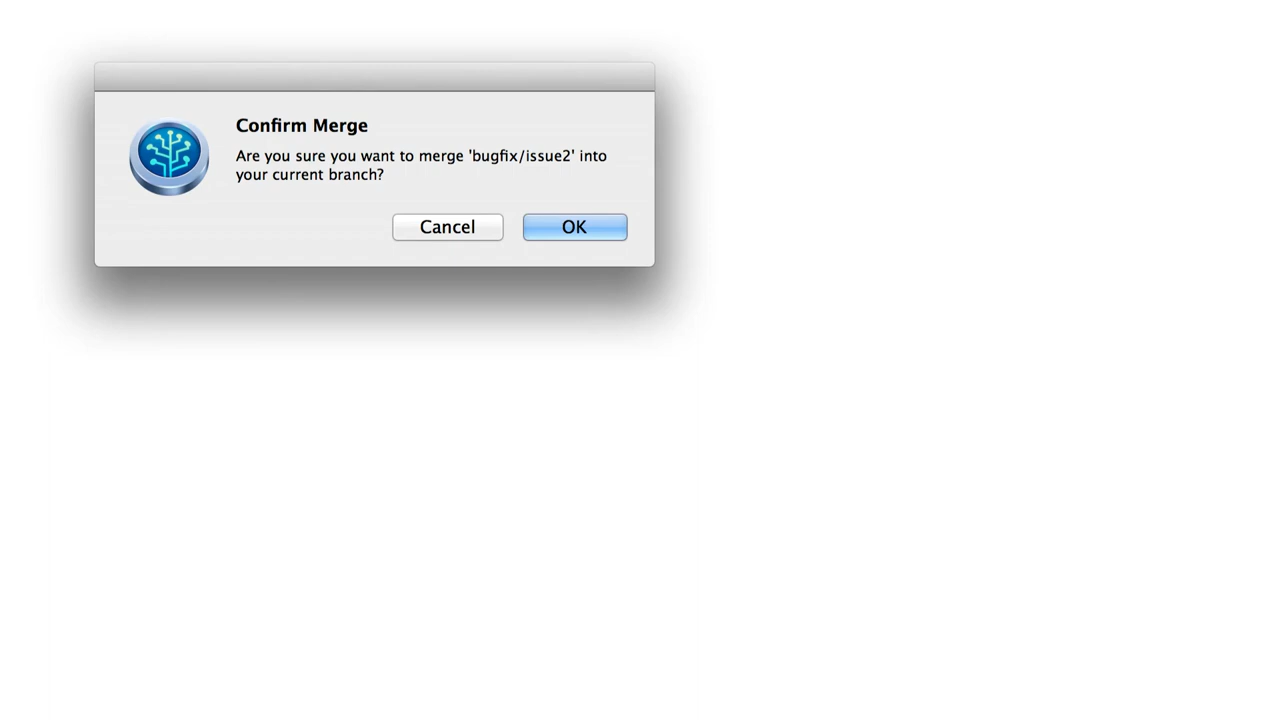 Confirm Merge
Are you sure you want to merge 'bugfix/issue2' into
your current branch?
Cancel
OK